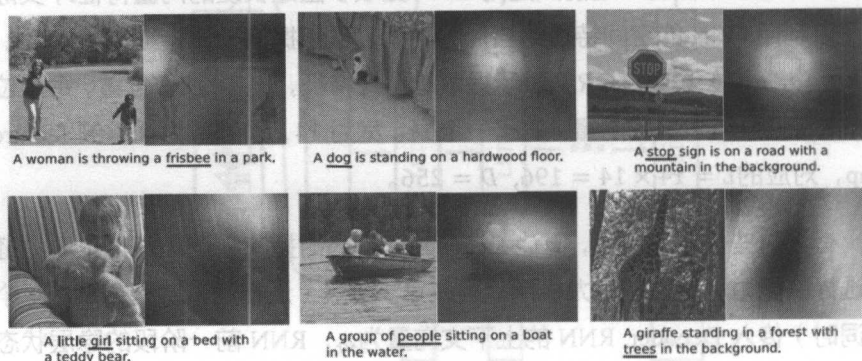 A woman is throwing a frisbee in a park.
A dog is standing on a hardwood floor.
STOP
A stop sign is on a road with a
mountain in the background.
A little girl sitting on a bed with
a teddy bear.
A group of people sitting on a boat
in the water.
A giraffe standing in a forest with
trees in the background.